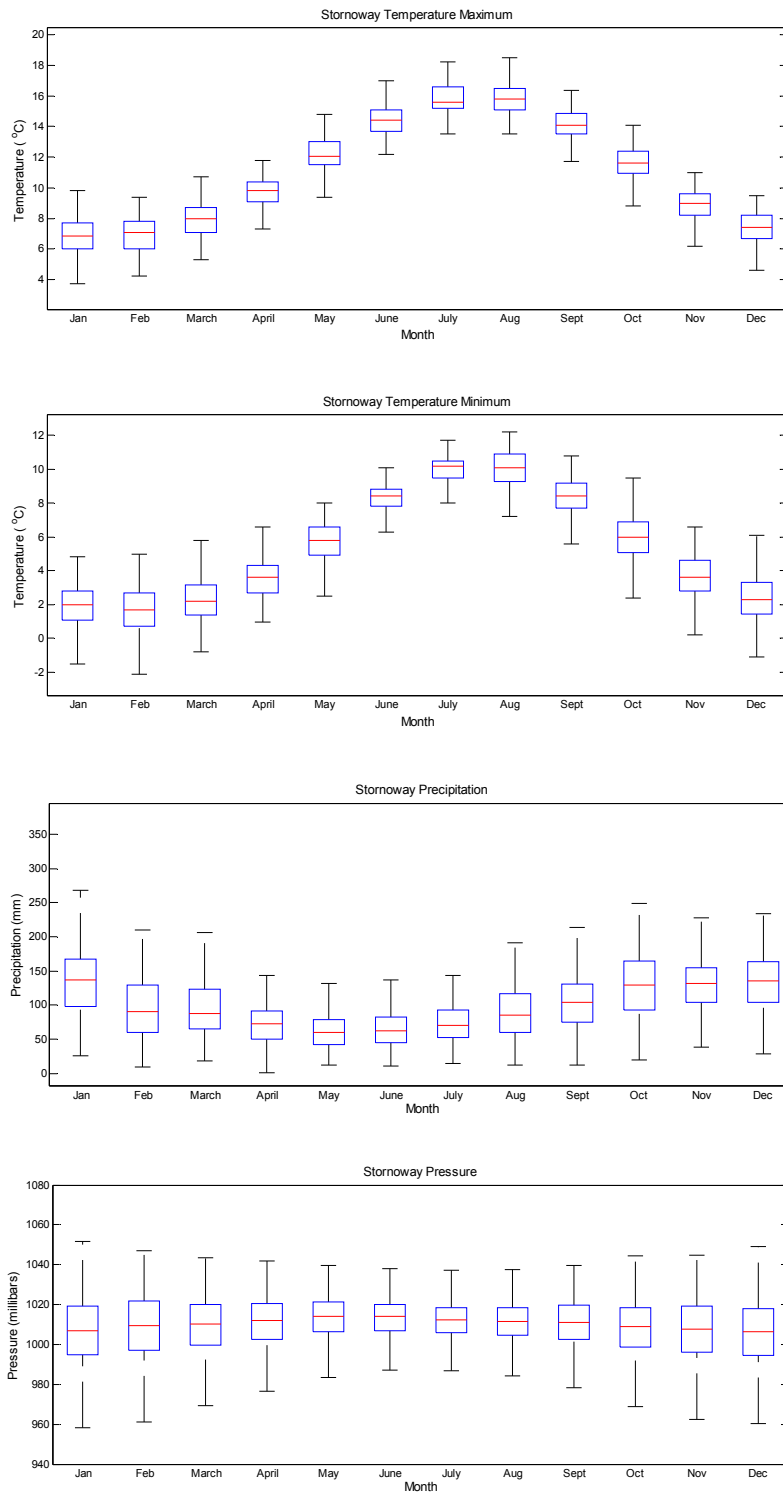 Stornoway Temperature Maximum
20
18
16
14
12
10
8
6
4
Temperature ( °C)
Jan Feb March April May June July Aug Sept Oct Nov Dec
Month
Stornoway Temperature Minimum
12
10
8
6
4
2
0
-2
Temperature ( °C)
Jan Feb March April May June July Aug Sept Oct Nov Dec
Month
Stornoway Precipitation
350
300
250
200
150
100
50
0
Precipitation (mm)
Jan Feb March April May June July Aug Sept Oct Nov Dec
Month
Stornoway Pressure
1080
1060
1040
1020
1000
980
960
940
Pressure (millibars)
Jan Feb March April May June July Aug Sept Oct Nov Dec
Month